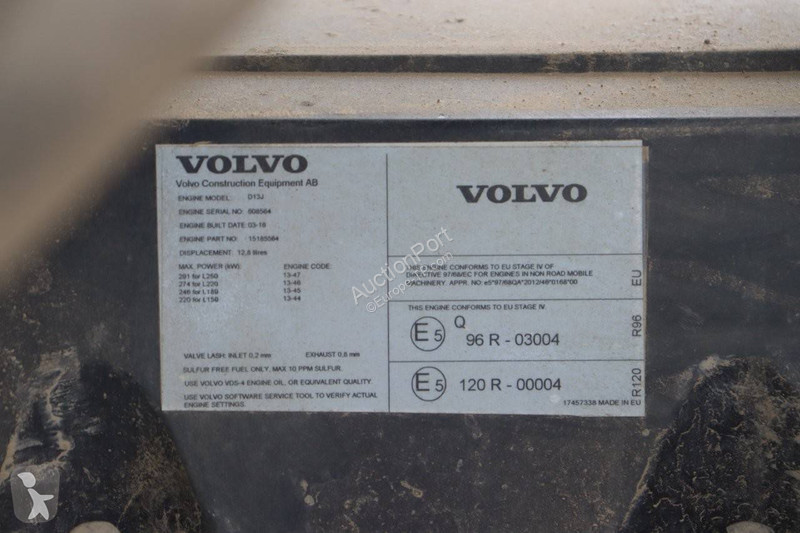 VOLVO
Volvo Construction Equipment AB
ENGINE MODEL: D13J
ENGINE SERIAL NO: 608564
ENGINE BUILT DATE: 03-18
ENGINE PART NO: 15185084
DISPLACEMENT: 12,8 litres
MAX. POWER (kW): ENGINE CODE:
291 for L260 13-47
274 for L220 13-46
246 for L180 13-45
220 for L150 13-44
VALVE LASH: INLET 0,2 mm EXHAUST 0,8 mm
SULFUR FREE FUEL ONLY, MAX 10 PPM SULFUR.
USE VOLVO VDS-4 ENGINE OIL, OR EQUIVALENT QUALITY.
USE VOLVO SOFTWARE SERVICE TOOL TO VERIFY ACTUAL
ENGINE SETTINGS.
VOLVO
THIS ENGINE CONFORMS TO EU STAGE IV OF
DIRECTIVE 97/68/EC FOR ENGINES IN NON ROAD MOBILE
MACHINERY. APPR. NO: e5*97/68QA*2012/46*0168*00
EU
THIS ENGINE CONFORMS TO EU STAGE IV.
E5 Q 96 R - 03004
R96
E5 120 R - 00004
R120
17457338 MADE IN EU
AuctionPort